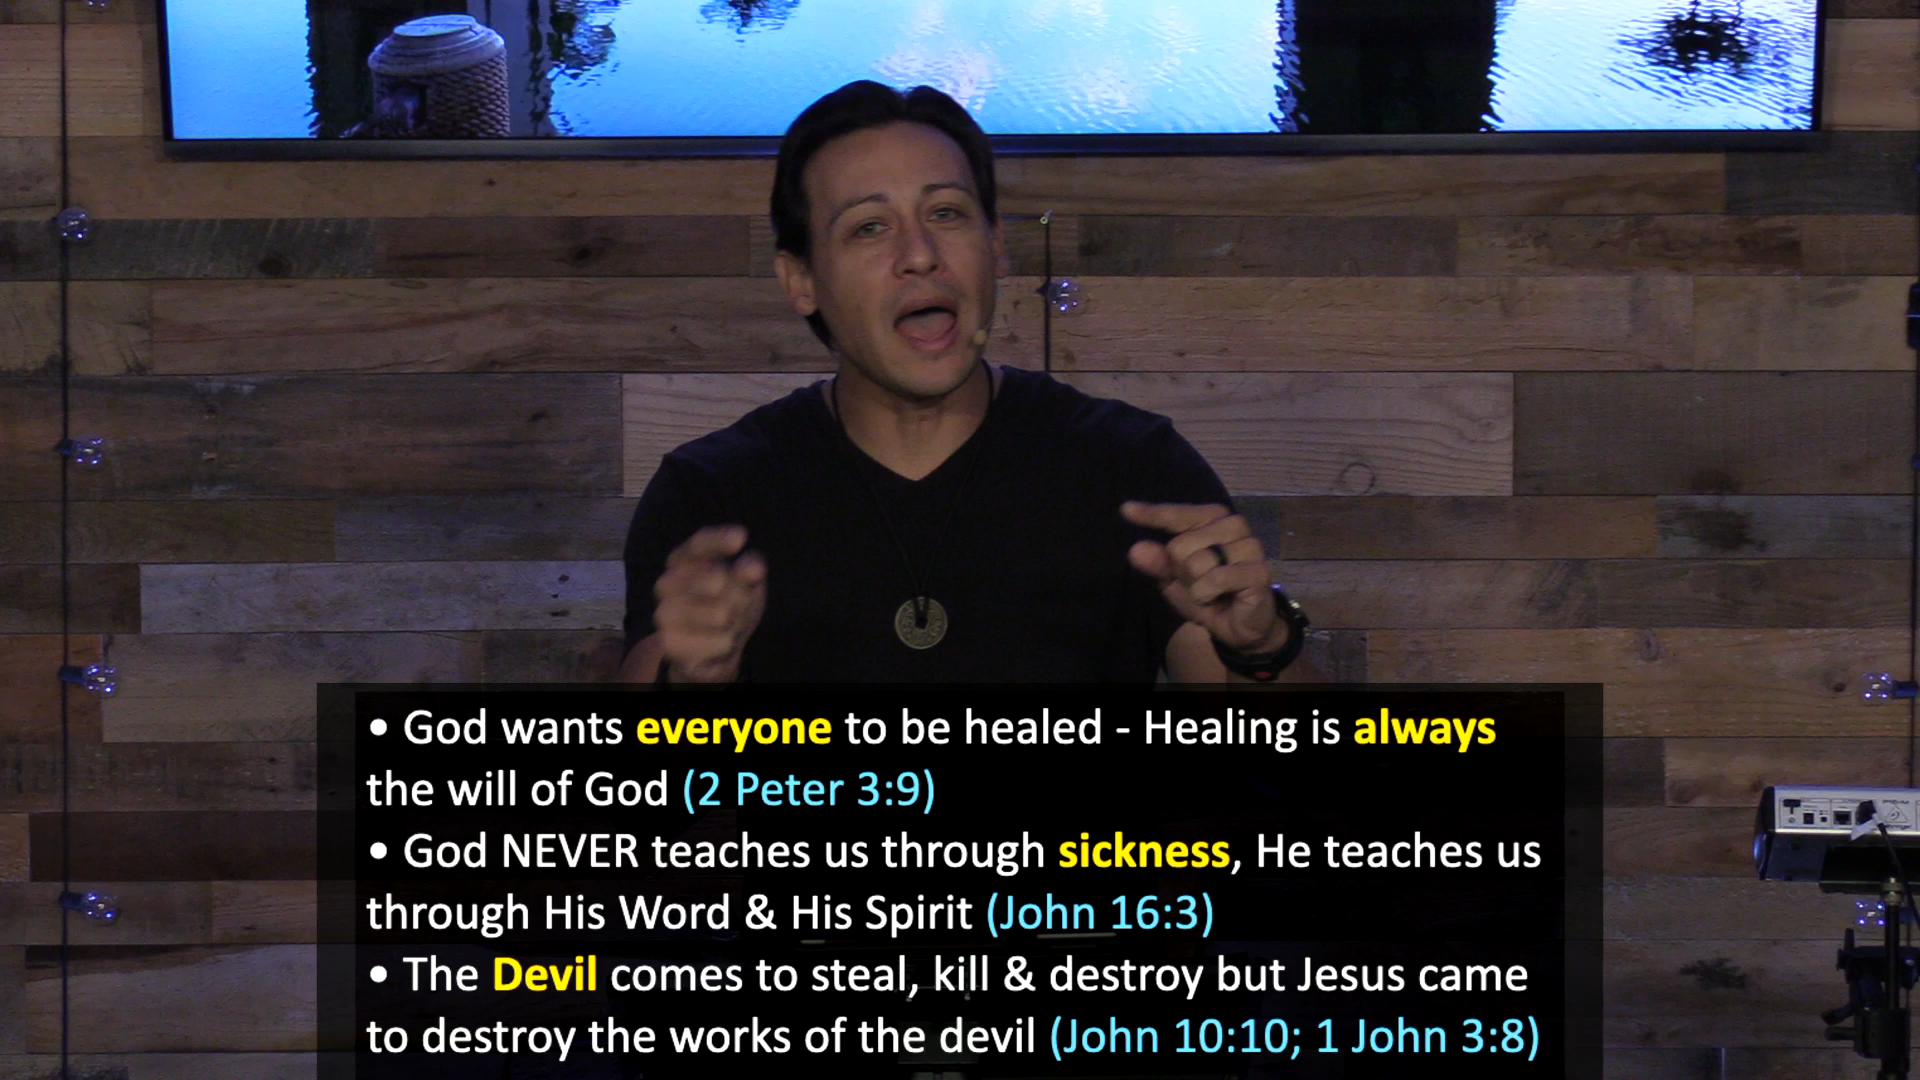 • God wants everyone to be healed - Healing is always
the will of God (2 Peter 3:9)
• God NEVER teaches us through sickness, He teaches us
through His Word & His Spirit (John 16:3)
• The Devil comes to steal, kill & destroy but Jesus came
to destroy the works of the devil (John 10:10; 1 John 3:8)